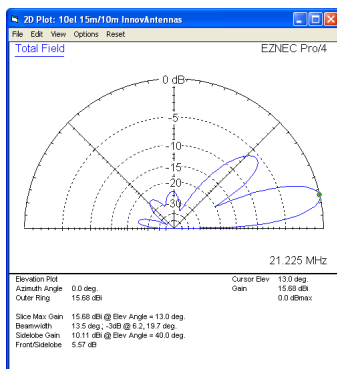 2D Plot: 10el 15m/10m InnovAntennas
File Edit View Options Reset
Total Field
EZNEC Pro/4
0 dB
-5
-10
-15
-20
-30
21.225 MHz
Elevation Plot
Azimuth Angle 0.0 deg.
Outer Ring 15.68 dBi
Cursor Elev 13.0 deg.
Gain 15.68 dBi
0.0 dBmax
Slice Max Gain 15.68 dBi @ Elev Angle = 13.0 deg.
Beamwidth 13.5 deg.; -3dB @ 6.2, 19.7 deg.
Sidelobe Gain 10.11 dBi @ Elev Angle = 40.0 deg.
Front/Sidelobe 5.57 dB